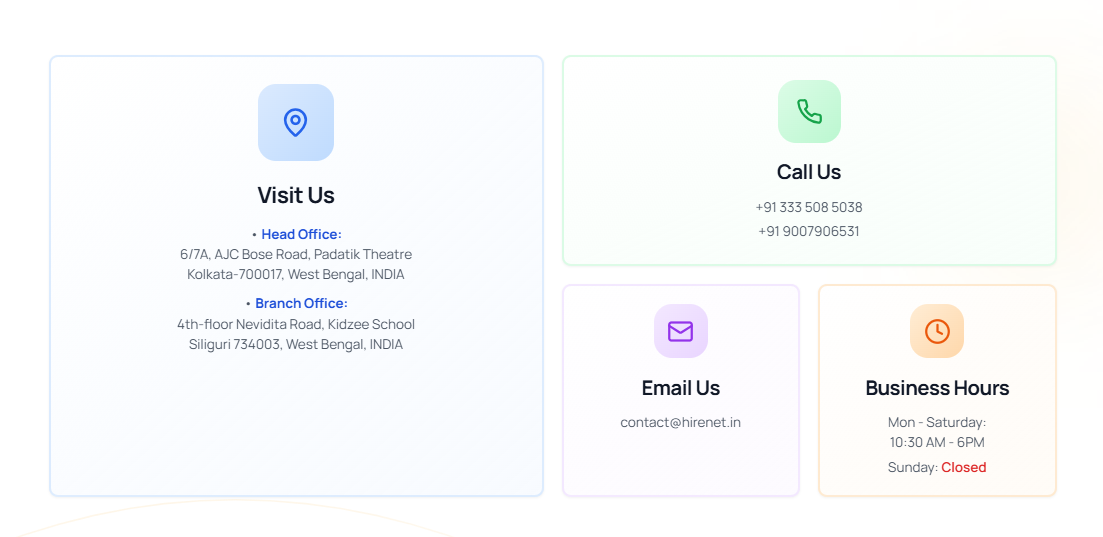 Visit Us
• Head Office:
6/7A, AJC Bose Road, Padatik Theatre
Kolkata-700017, West Bengal, INDIA
• Branch Office:
4th-floor Nevidita Road, Kidzee School
Siliguri 734003, West Bengal, INDIA
Call Us
+91 333 508 5038
+91 9007906531
Email Us
contact@hirenet.in
Business Hours
Mon - Saturday:
10:30 AM - 6PM
Sunday: Closed